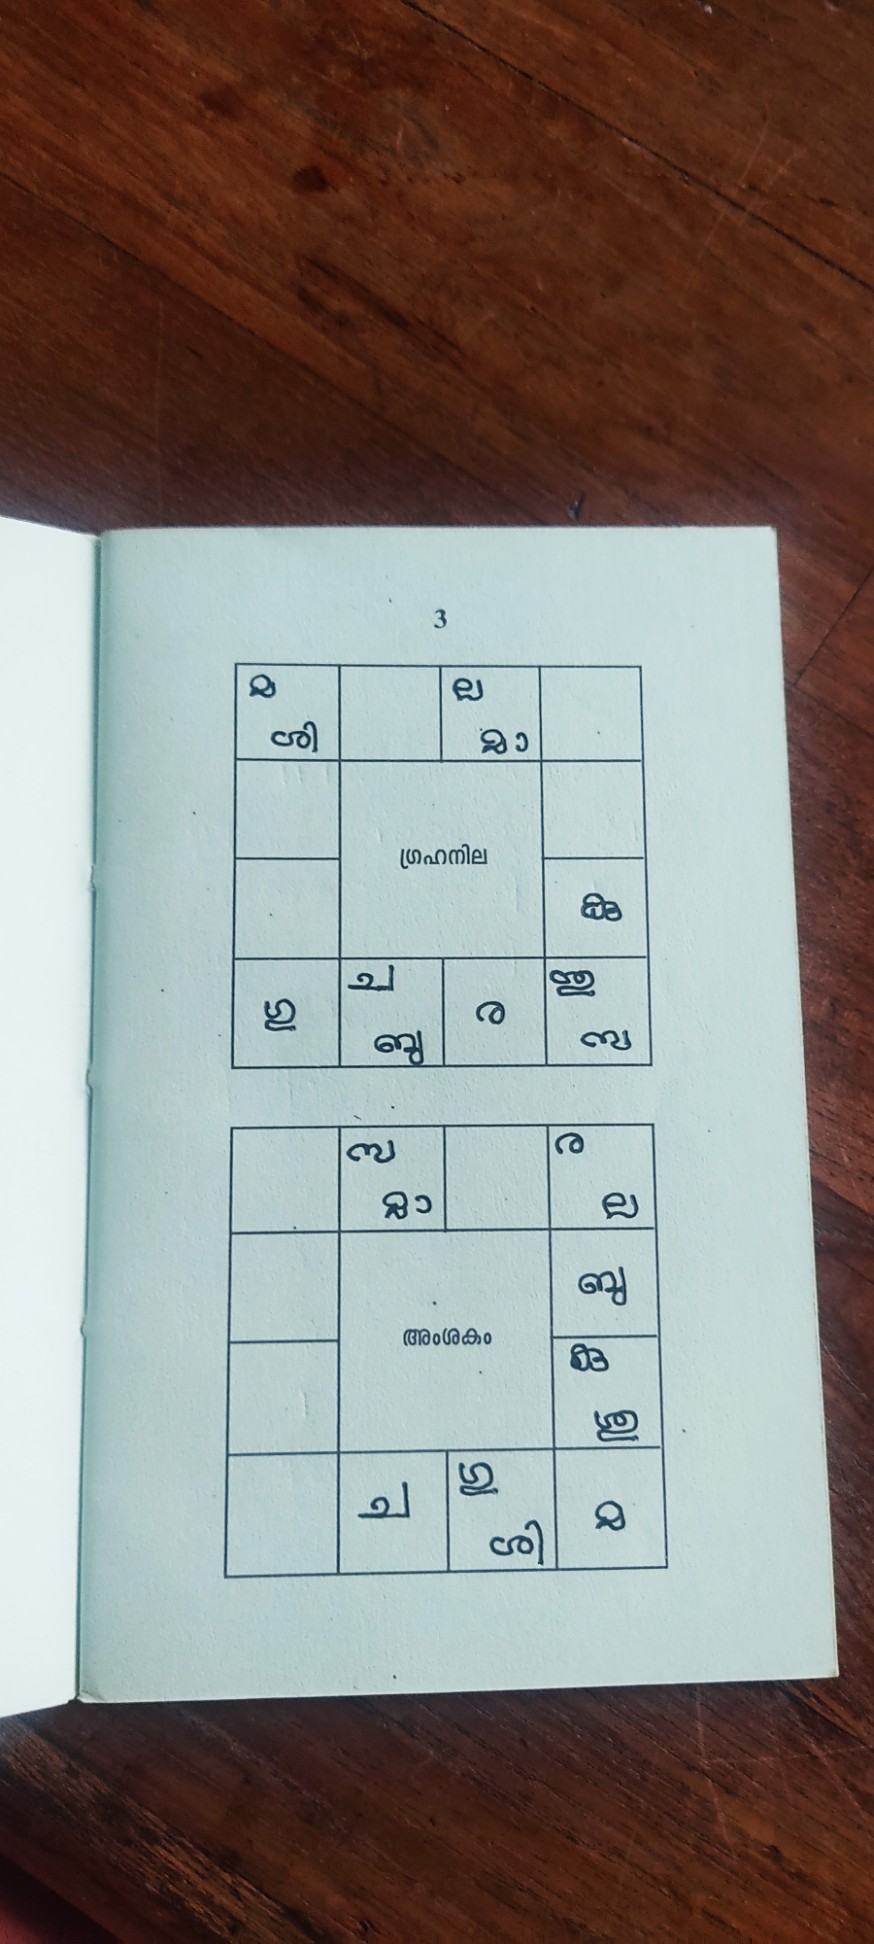 3
മ ല
ശി മാ
ഗ്രഹനില
കു
ച
ഗു ര
ബു സ
സ ര
മാ ല
ബു
അംശകം
കു
ഗു
ച മ
ശി